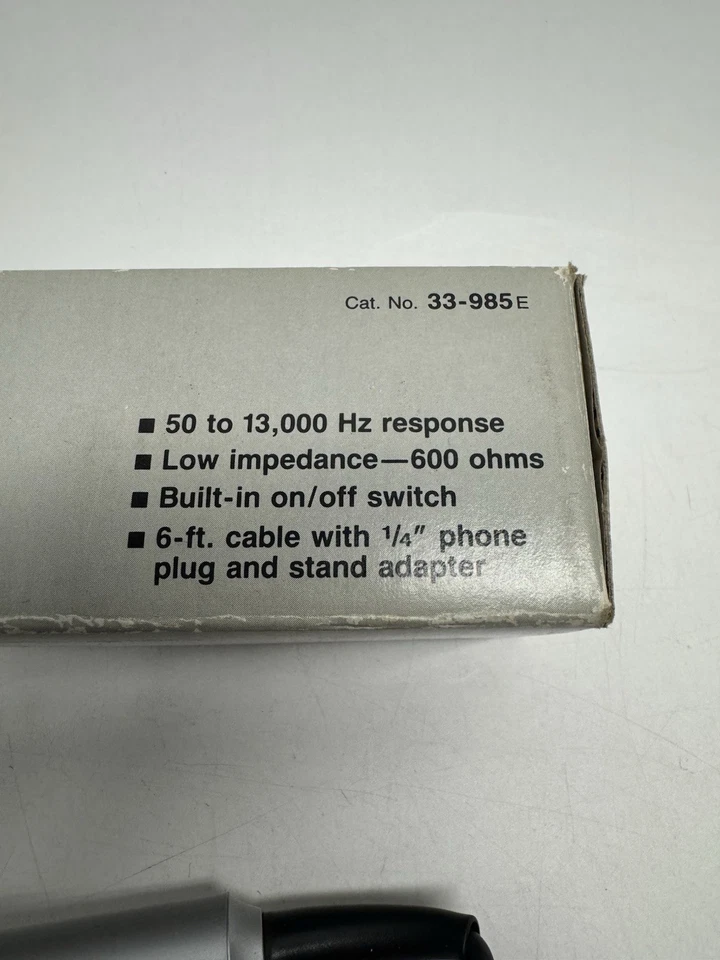 Cat. No. 33-985E
■ 50 to 13,000 Hz response
■ Low impedance—600 ohms
■ Built-in on/off switch
■ 6-ft. cable with 1/4" phone
plug and stand adapter